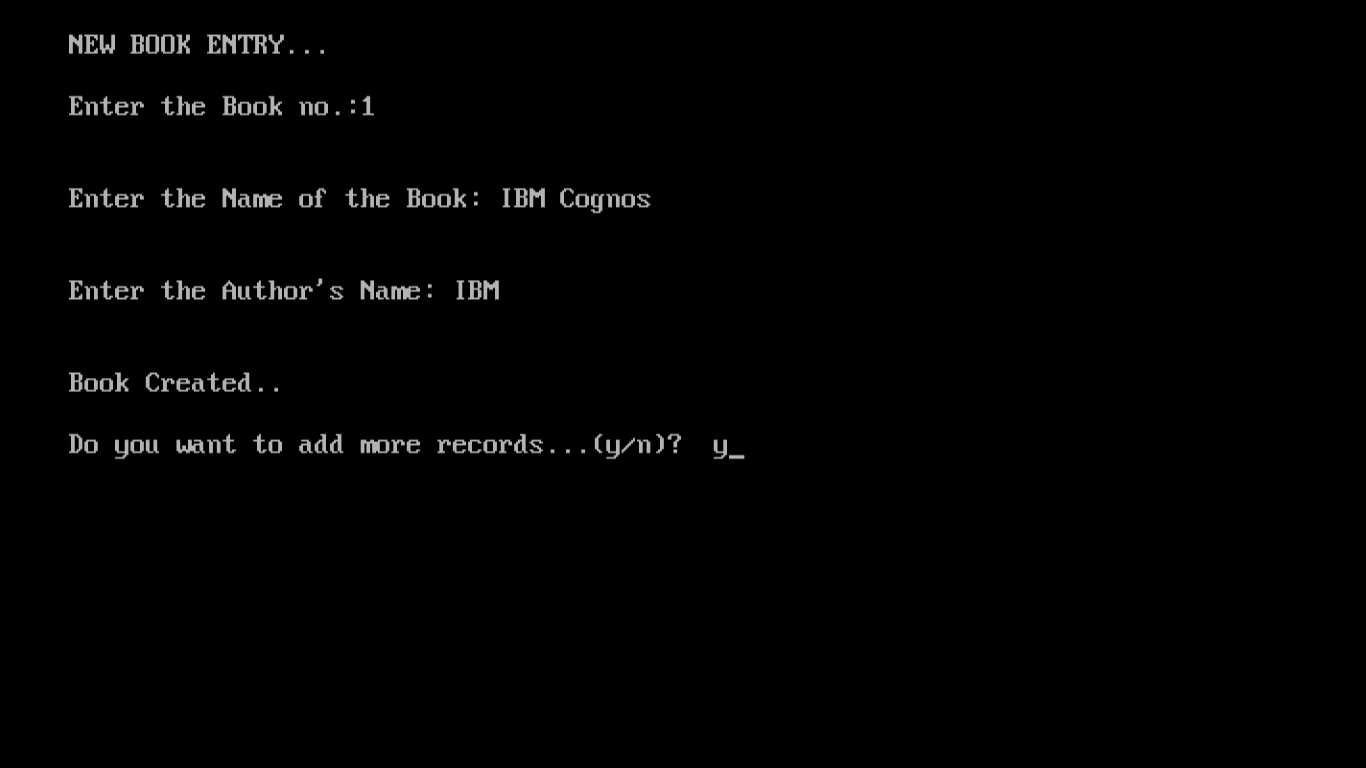 NEW BOOK ENTRY...
Enter the Book no.:1
Enter the Name of the Book: IBM Cognos
Enter the Author's Name: IBM
Book Created..
Do you want to add more records...(y/n)?  y_